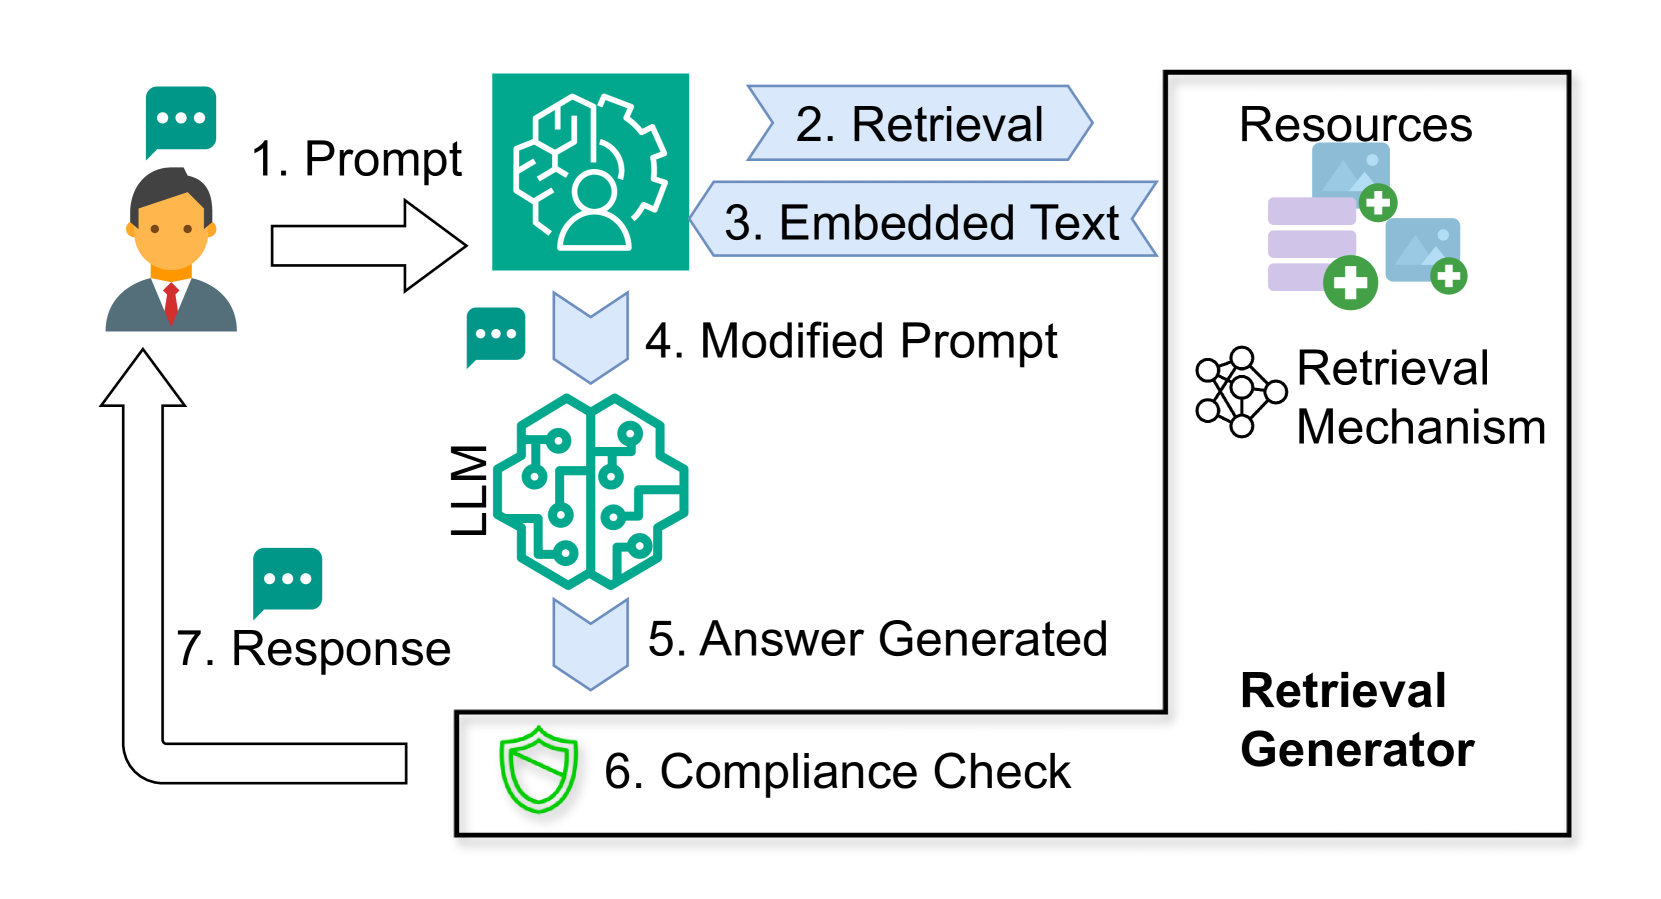 1. Prompt
2. Retrieval
3. Embedded Text
Resources
4. Modified Prompt
Retrieval
Mechanism
LLM
5. Answer Generated
7. Response
Retrieval
Generator
6. Compliance Check